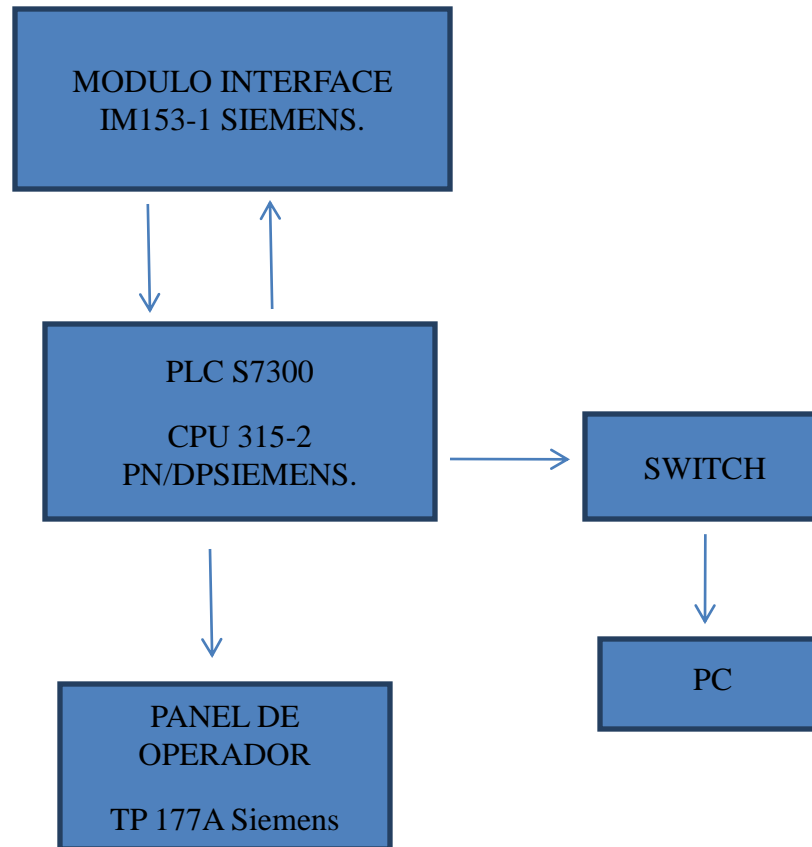 MODULO INTERFACE
IM153-1 SIEMENS.
PLC S7300
CPU 315-2
PN/DPSIEMENS.
SWITCH
PC
PANEL DE
OPERADOR
TP 177A Siemens